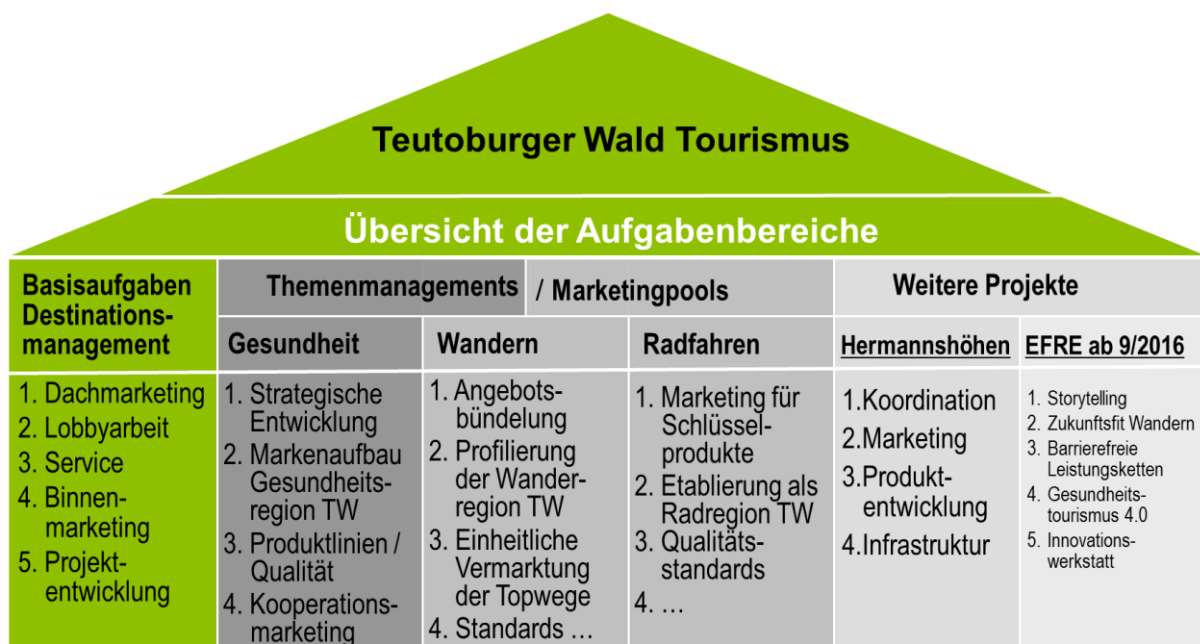 Teutoburger Wald Tourismus
Übersicht der Aufgabenbereiche
Basisaufgaben
Destinations-
management
1. Dachmarketing
2. Lobbyarbeit
3. Service
4. Binnen-
marketing
5. Projekt-
entwicklung
Themenmanagements / Marketingpools
Gesundheit
1. Strategische
Entwicklung
2. Markenaufbau
Gesundheits-
region TW
3. Produktlinien /
Qualität
4. Kooperations-
marketing
Wandern
1. Angebots-
bündelung
2. Profilierung
der Wander-
region TW
3. Einheitliche
Vermarktung
der Topwege
4. Standards …
Radfahren
1. Marketing für
Schlüssel-
produkte
2. Etablierung als
Radregion TW
3. Qualitäts-
standards
4. …
Weitere Projekte
Hermannshöhen
1.Koordination
2.Marketing
3.Produkt-
entwicklung
4.Infrastruktur
EFRE ab 9/2016
1. Storytelling
2. Zukunftsfit Wandern
3. Barrierefreie
Leistungsketten
4. Gesundheits-
tourismus 4.0
5. Innovations-
werkstatt